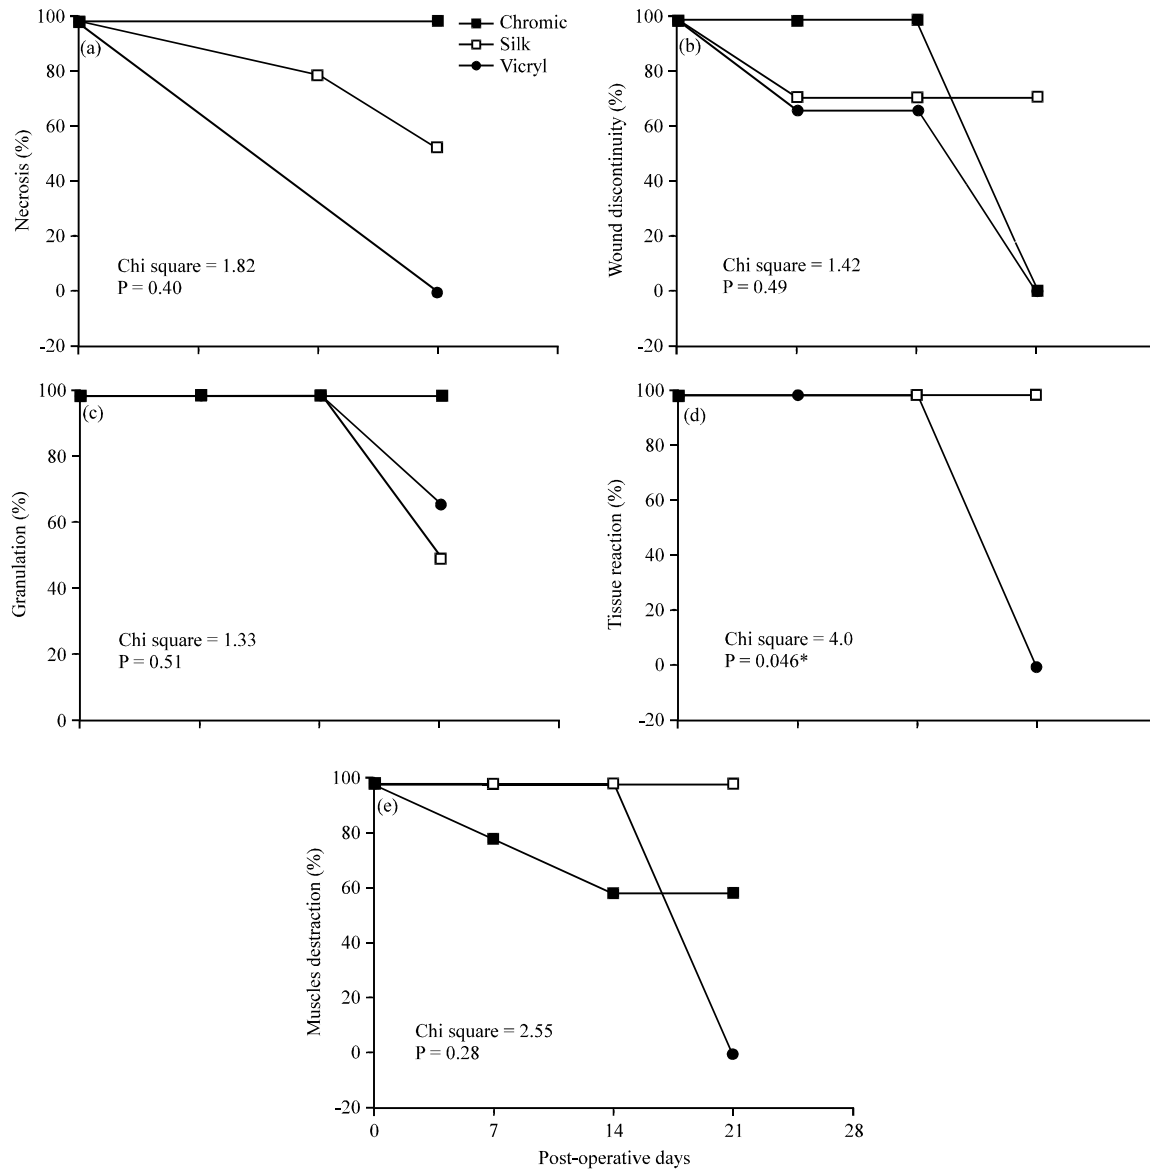 100
80
60
40
20
0
-20
Necrosis (%)
(a)
Chromic
Silk
Vicryl
Chi square = 1.82
P = 0.40
100
80
60
40
20
0
-20
Wound discontinuity (%)
(b)
Chi square = 1.42
P = 0.49
100
80
60
40
20
0
Granulation (%)
(c)
Chi square = 1.33
P = 0.51
100
80
60
40
20
0
-20
Tissue reaction (%)
(d)
Chi square = 4.0
P = 0.046*
100
80
60
40
20
0
-20
Muscles destraction (%)
(e)
Chi square = 2.55
P = 0.28
0 7 14 21 28
Post-operative days